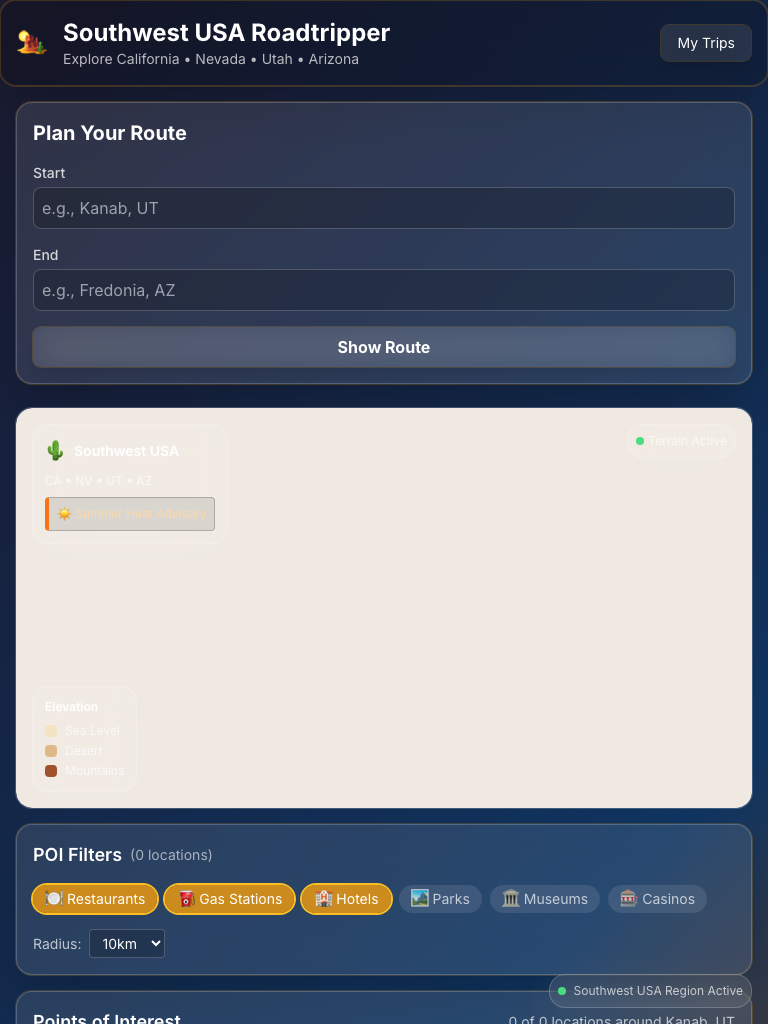 Southwest USA Roadtripper
Explore California • Nevada • Utah • Arizona
My Trips
Plan Your Route
Start
e.g., Kanab, UT
End
e.g., Fredonia, AZ
Show Route
Southwest USA
CA • NV • UT • AZ
Summer Heat Advisory
Terrain Active
Elevation
Sea Level
Desert
Mountains
POI Filters (0 locations)
Restaurants Gas Stations Hotels Parks Museums Casinos
Radius: 10km
Southwest USA Region Active
Points of Interest 0 of 0 locations around Kanab, UT